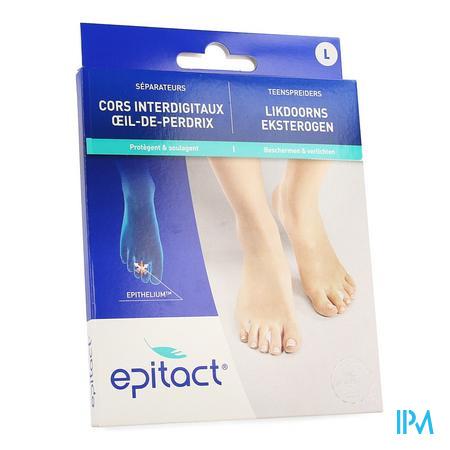 L
SÉPARATEURS
CORS INTERDIGITAUX
ŒIL-DE-PERDRIX
Protègent & soulagent
TEENSPREIDERS
LIKDOORNS
EKSTEROGEN
Beschermen & verlichten
EPITHELIUM™
epitact®
IPM